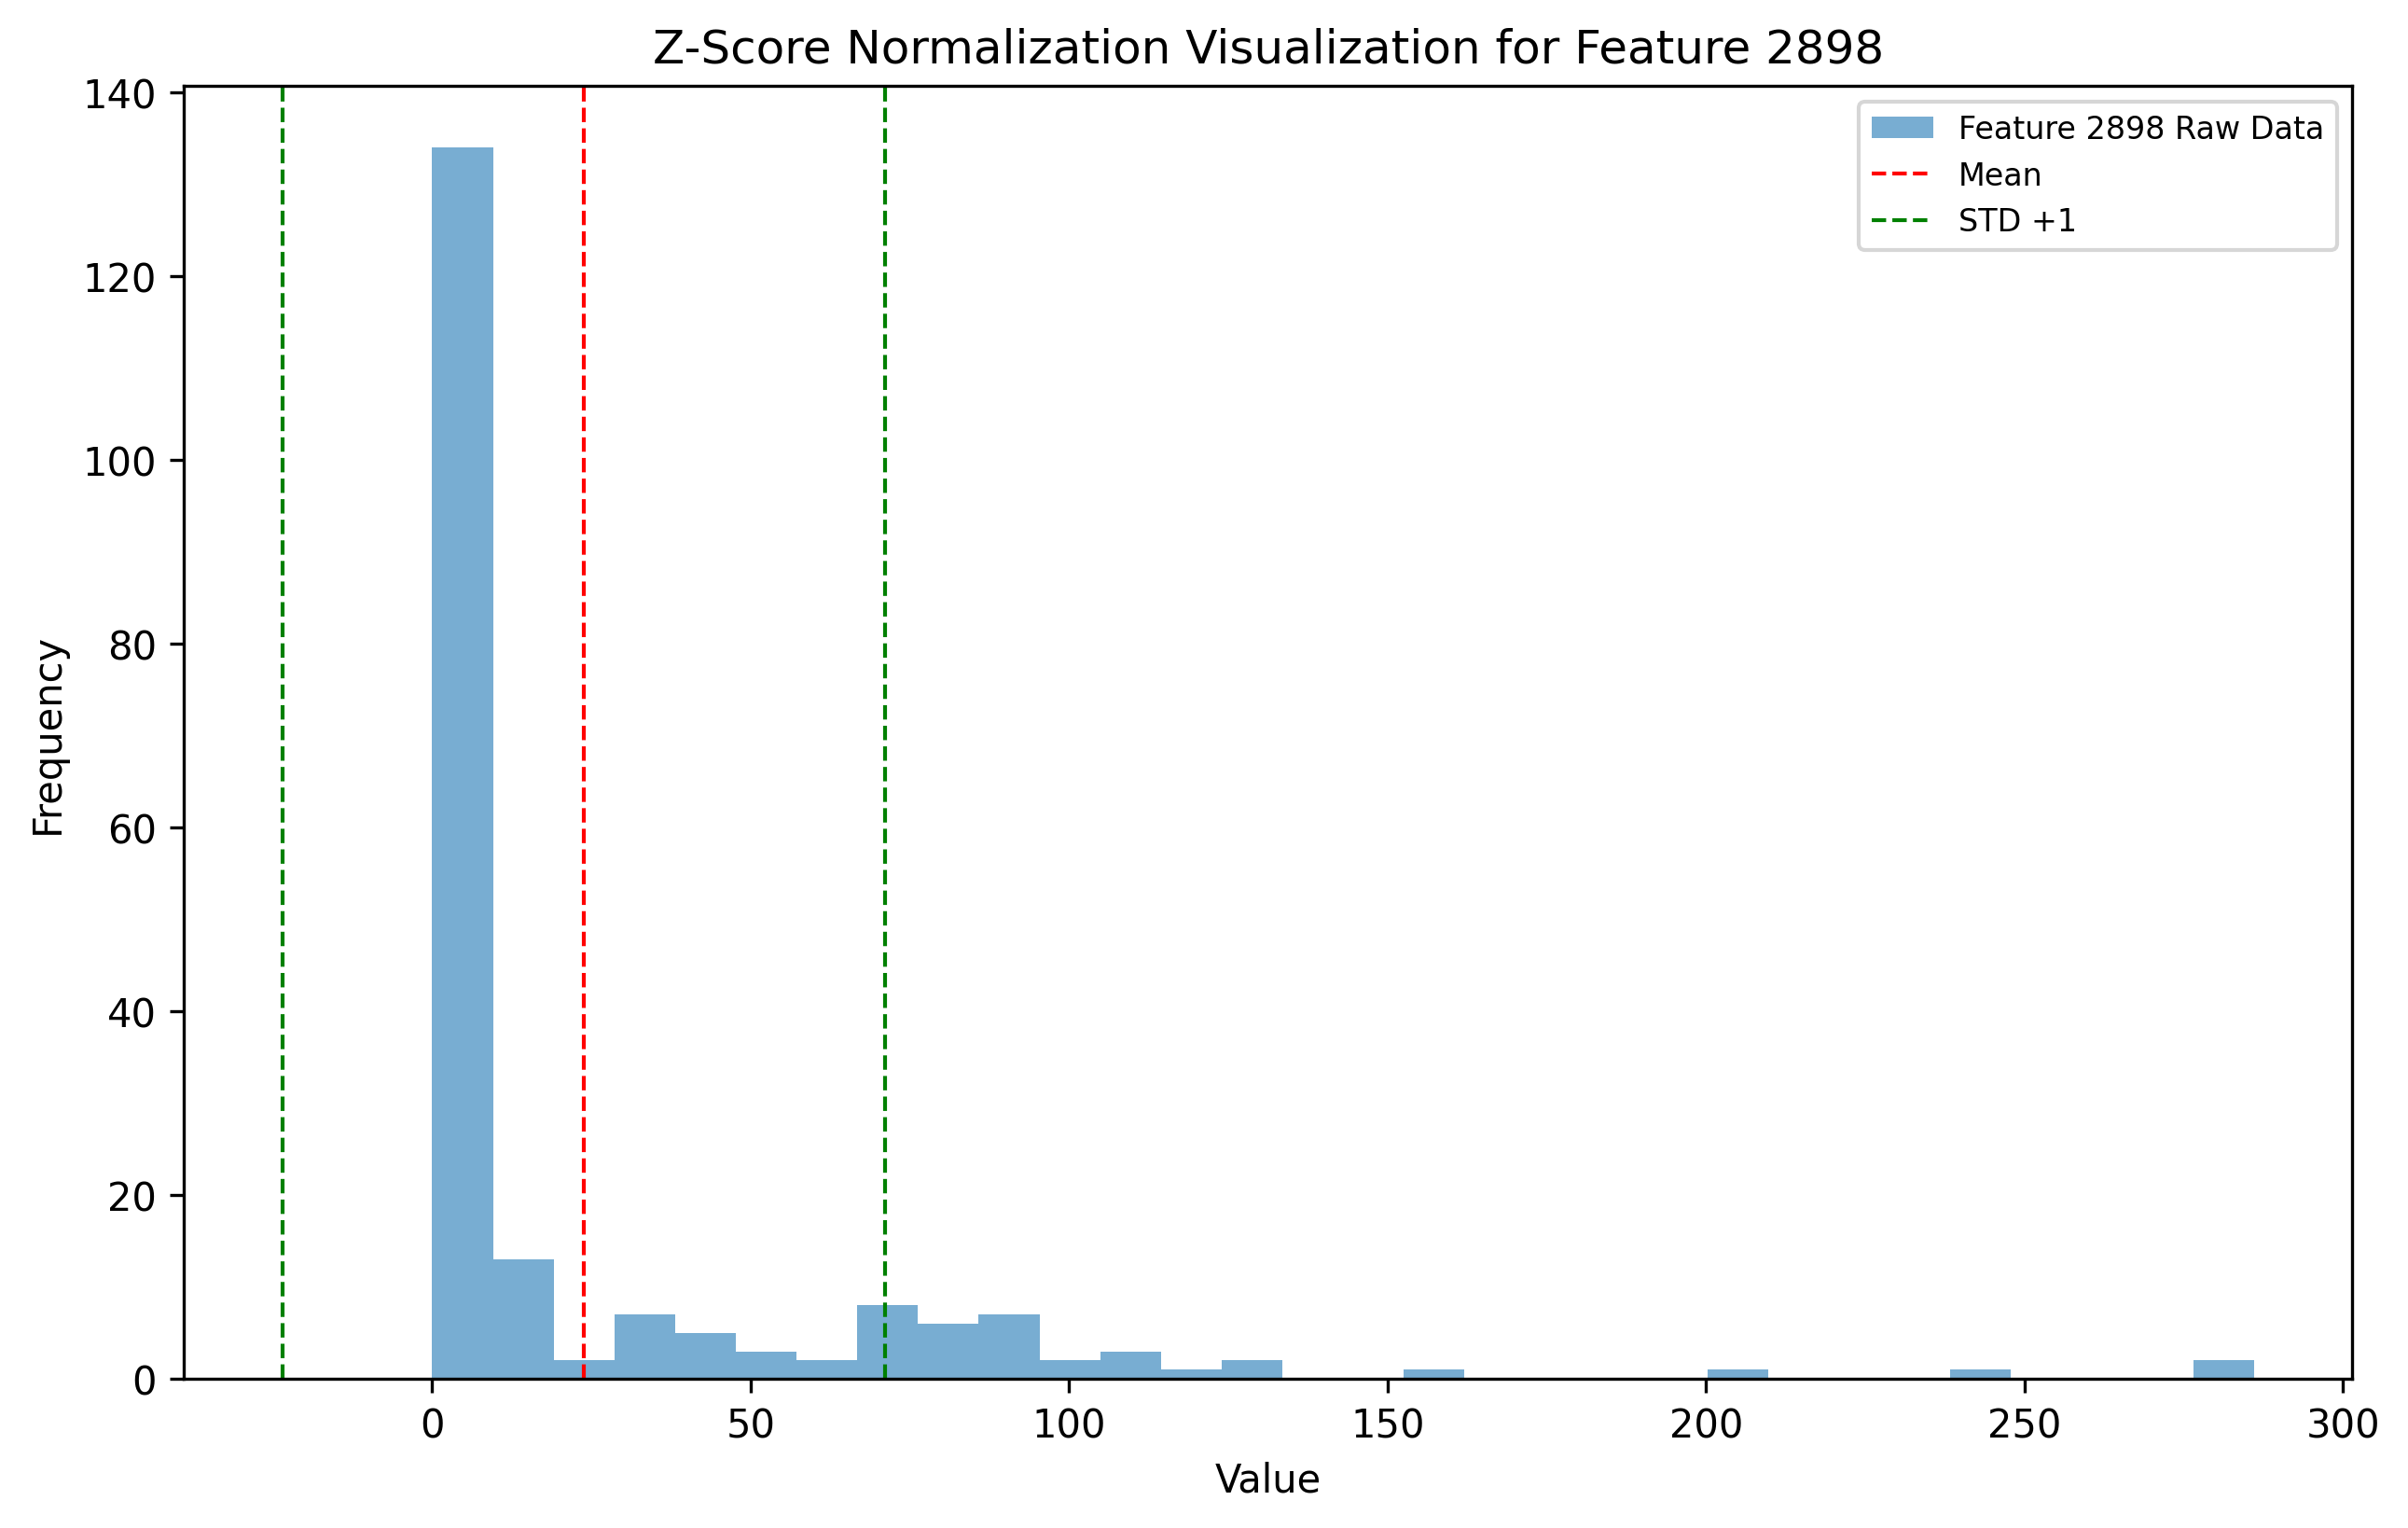 Z-Score Normalization Visualization for Feature 2898
Feature 2898 Raw Data
Mean
STD +1
140
120
100
80
60
40
20
0
Frequency
0 50 100 150 200 250 300
Value